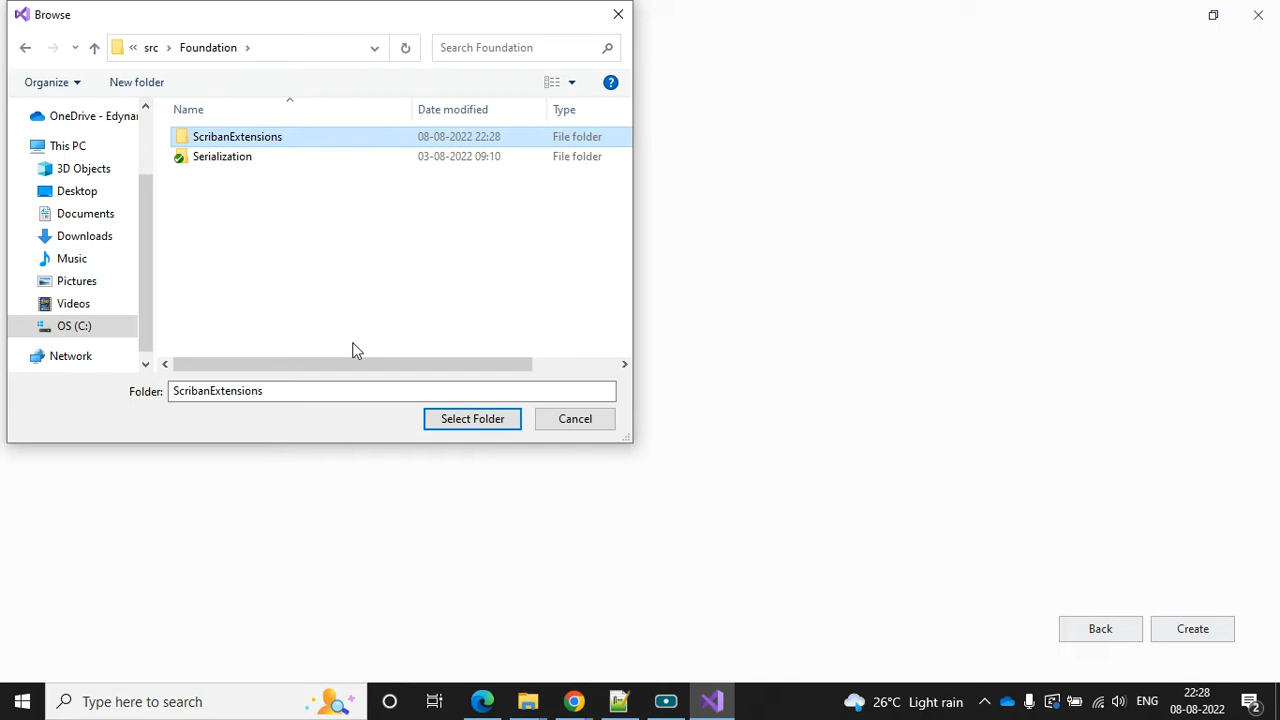 Browse
« src › Foundation ›
Search Foundation
Organize
New folder
Name
Date modified
Type
OneDrive - Edynar
ScribanExtensions
08-08-2022 22:28
File folder
This PC
Serialization
03-08-2022 09:10
File folder
3D Objects
Desktop
Documents
Downloads
Music
Pictures
Videos
OS (C:)
Network
Folder:
ScribanExtensions
Select Folder
Cancel
Back
Create
Type here to search
26°C Light rain
ENG
22:28
08-08-2022
2